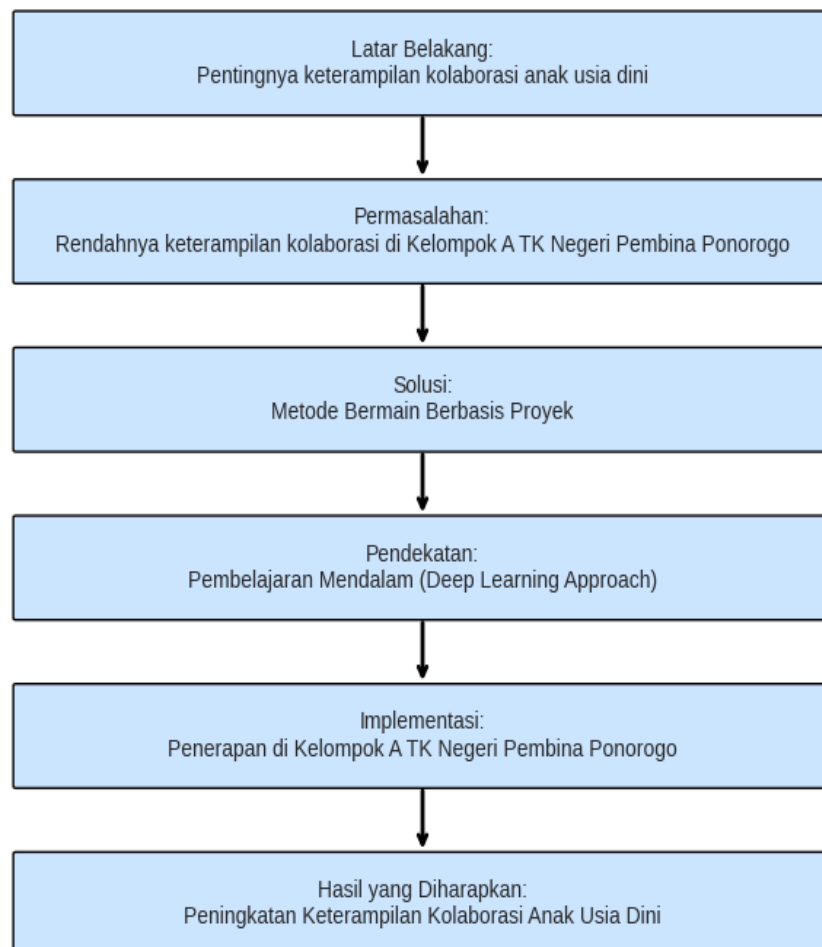 Latar Belakang:
Pentingnya keterampilan kolaborasi anak usia dini
Permasalahan:
Rendahnya keterampilan kolaborasi di Kelompok A TK Negeri Pembina Ponorogo
Solusi:
Metode Bermain Berbasis Proyek
Pendekatan:
Pembelajaran Mendalam (Deep Learning Approach)
Implementasi:
Penerapan di Kelompok A TK Negeri Pembina Ponorogo
Hasil yang Diharapkan:
Peningkatan Keterampilan Kolaborasi Anak Usia Dini